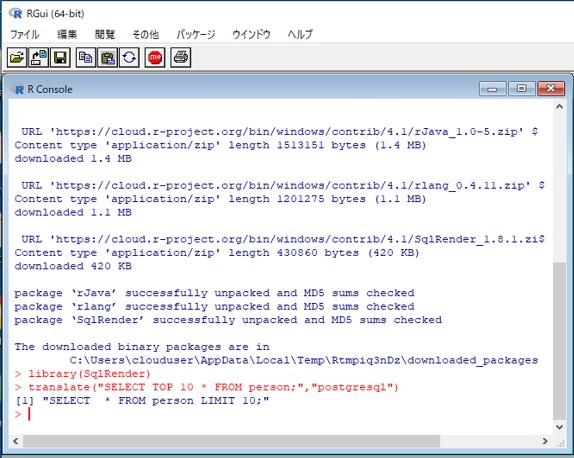 RGui (64-bit)
ファイル 編集 閲覧 その他 パッケージ ウインドウ ヘルプ
STOP
R Console
URL 'https://cloud.r-project.org/bin/windows/contrib/4.1/rJava_1.0-5.zip' $
Content type 'application/zip' length 1513151 bytes (1.4 MB)
downloaded 1.4 MB
URL 'https://cloud.r-project.org/bin/windows/contrib/4.1/rlang_0.4.11.zip' $
Content type 'application/zip' length 1201275 bytes (1.1 MB)
downloaded 1.1 MB
URL 'https://cloud.r-project.org/bin/windows/contrib/4.1/SqlRender_1.8.1.zi$
Content type 'application/zip' length 430860 bytes (420 KB)
downloaded 420 KB
package ‘rJava’ successfully unpacked and MD5 sums checked
package ‘rlang’ successfully unpacked and MD5 sums checked
package ‘SqlRender’ successfully unpacked and MD5 sums checked
The downloaded binary packages are in
C:\Users\clouduser\AppData\Local\Temp\Rtmpiq3nDz\downloaded_packages
> library(SqlRender)
> translate("SELECT TOP 10 * FROM person;","postgresql")
[1] "SELECT  * FROM person LIMIT 10;"
>